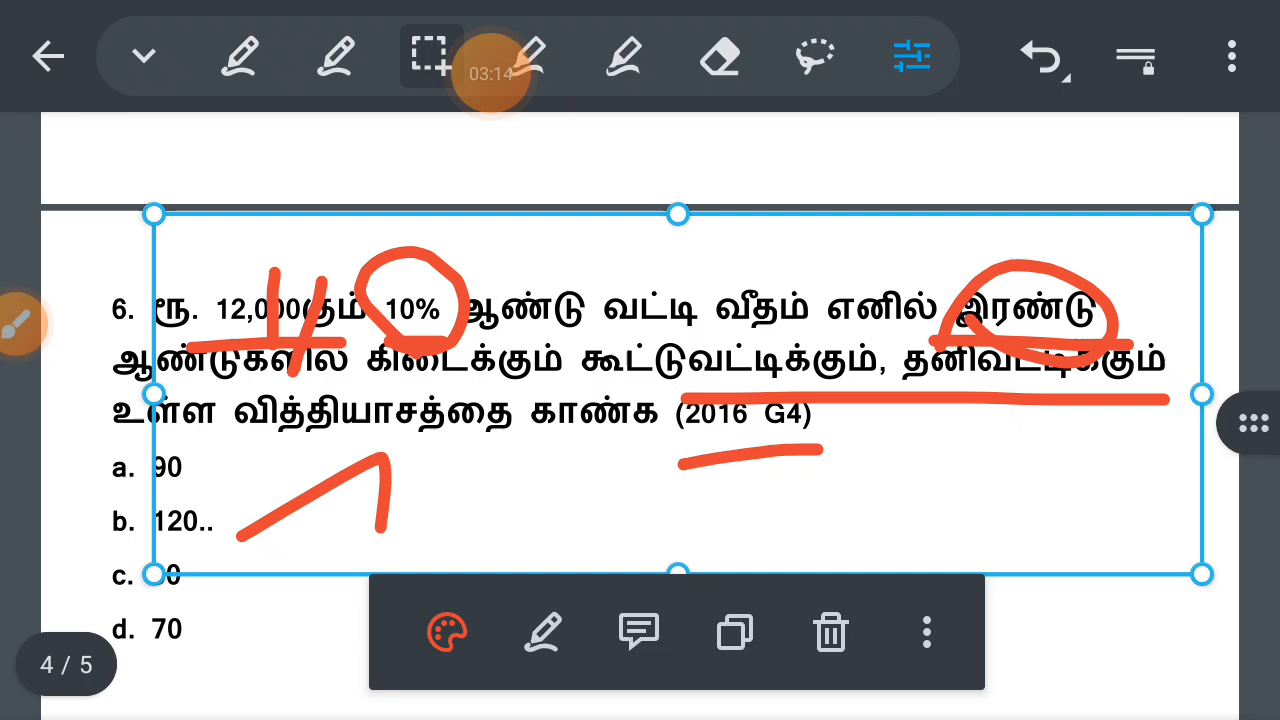 03:14
6. ரூ. 12,000கும் 10% ஆண்டு வட்டி வீதம் எனில் இரண்டு
ஆண்டுகளில் கிடைக்கும் கூட்டுவட்டிக்கும், தனிவட்டிக்கும்
உள்ள வித்தியாசத்தை காண்க (2016 G4)
a. 90
b. 120..
c.
d. 70
4 / 5